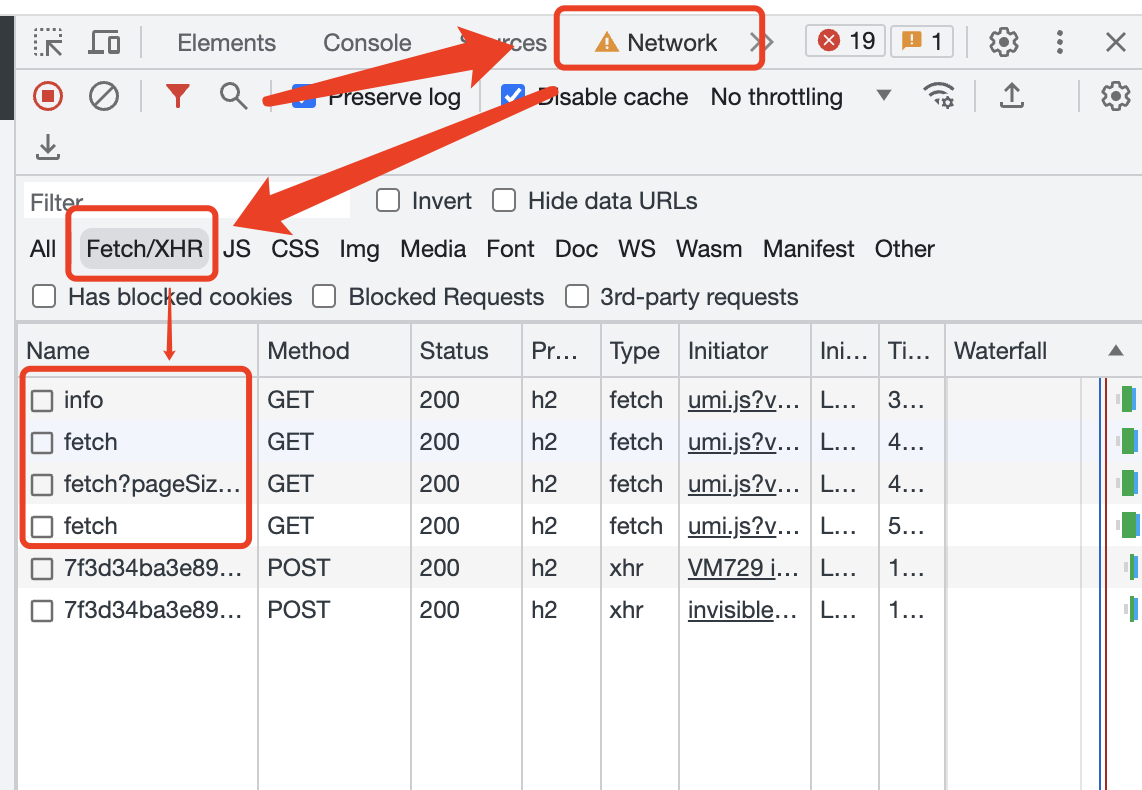 Elements Console Sources Network 19 1
Preserve log Disable cache No throttling
Filter Invert Hide data URLs
All Fetch/XHR JS CSS Img Media Font Doc WS Wasm Manifest Other
Has blocked cookies Blocked Requests 3rd-party requests
Name Method Status Pr... Type Initiator Ini... Ti... Waterfall
info GET 200 h2 fetch umi.js?v... L... 3...
fetch GET 200 h2 fetch umi.js?v... L... 4...
fetch?pageSiz... GET 200 h2 fetch umi.js?v... L... 4...
fetch GET 200 h2 fetch umi.js?v... L... 5...
7f3d34ba3e89... POST 200 h2 xhr VM729 i... L... 1...
7f3d34ba3e89... POST 200 h2 xhr invisible... L... 1...